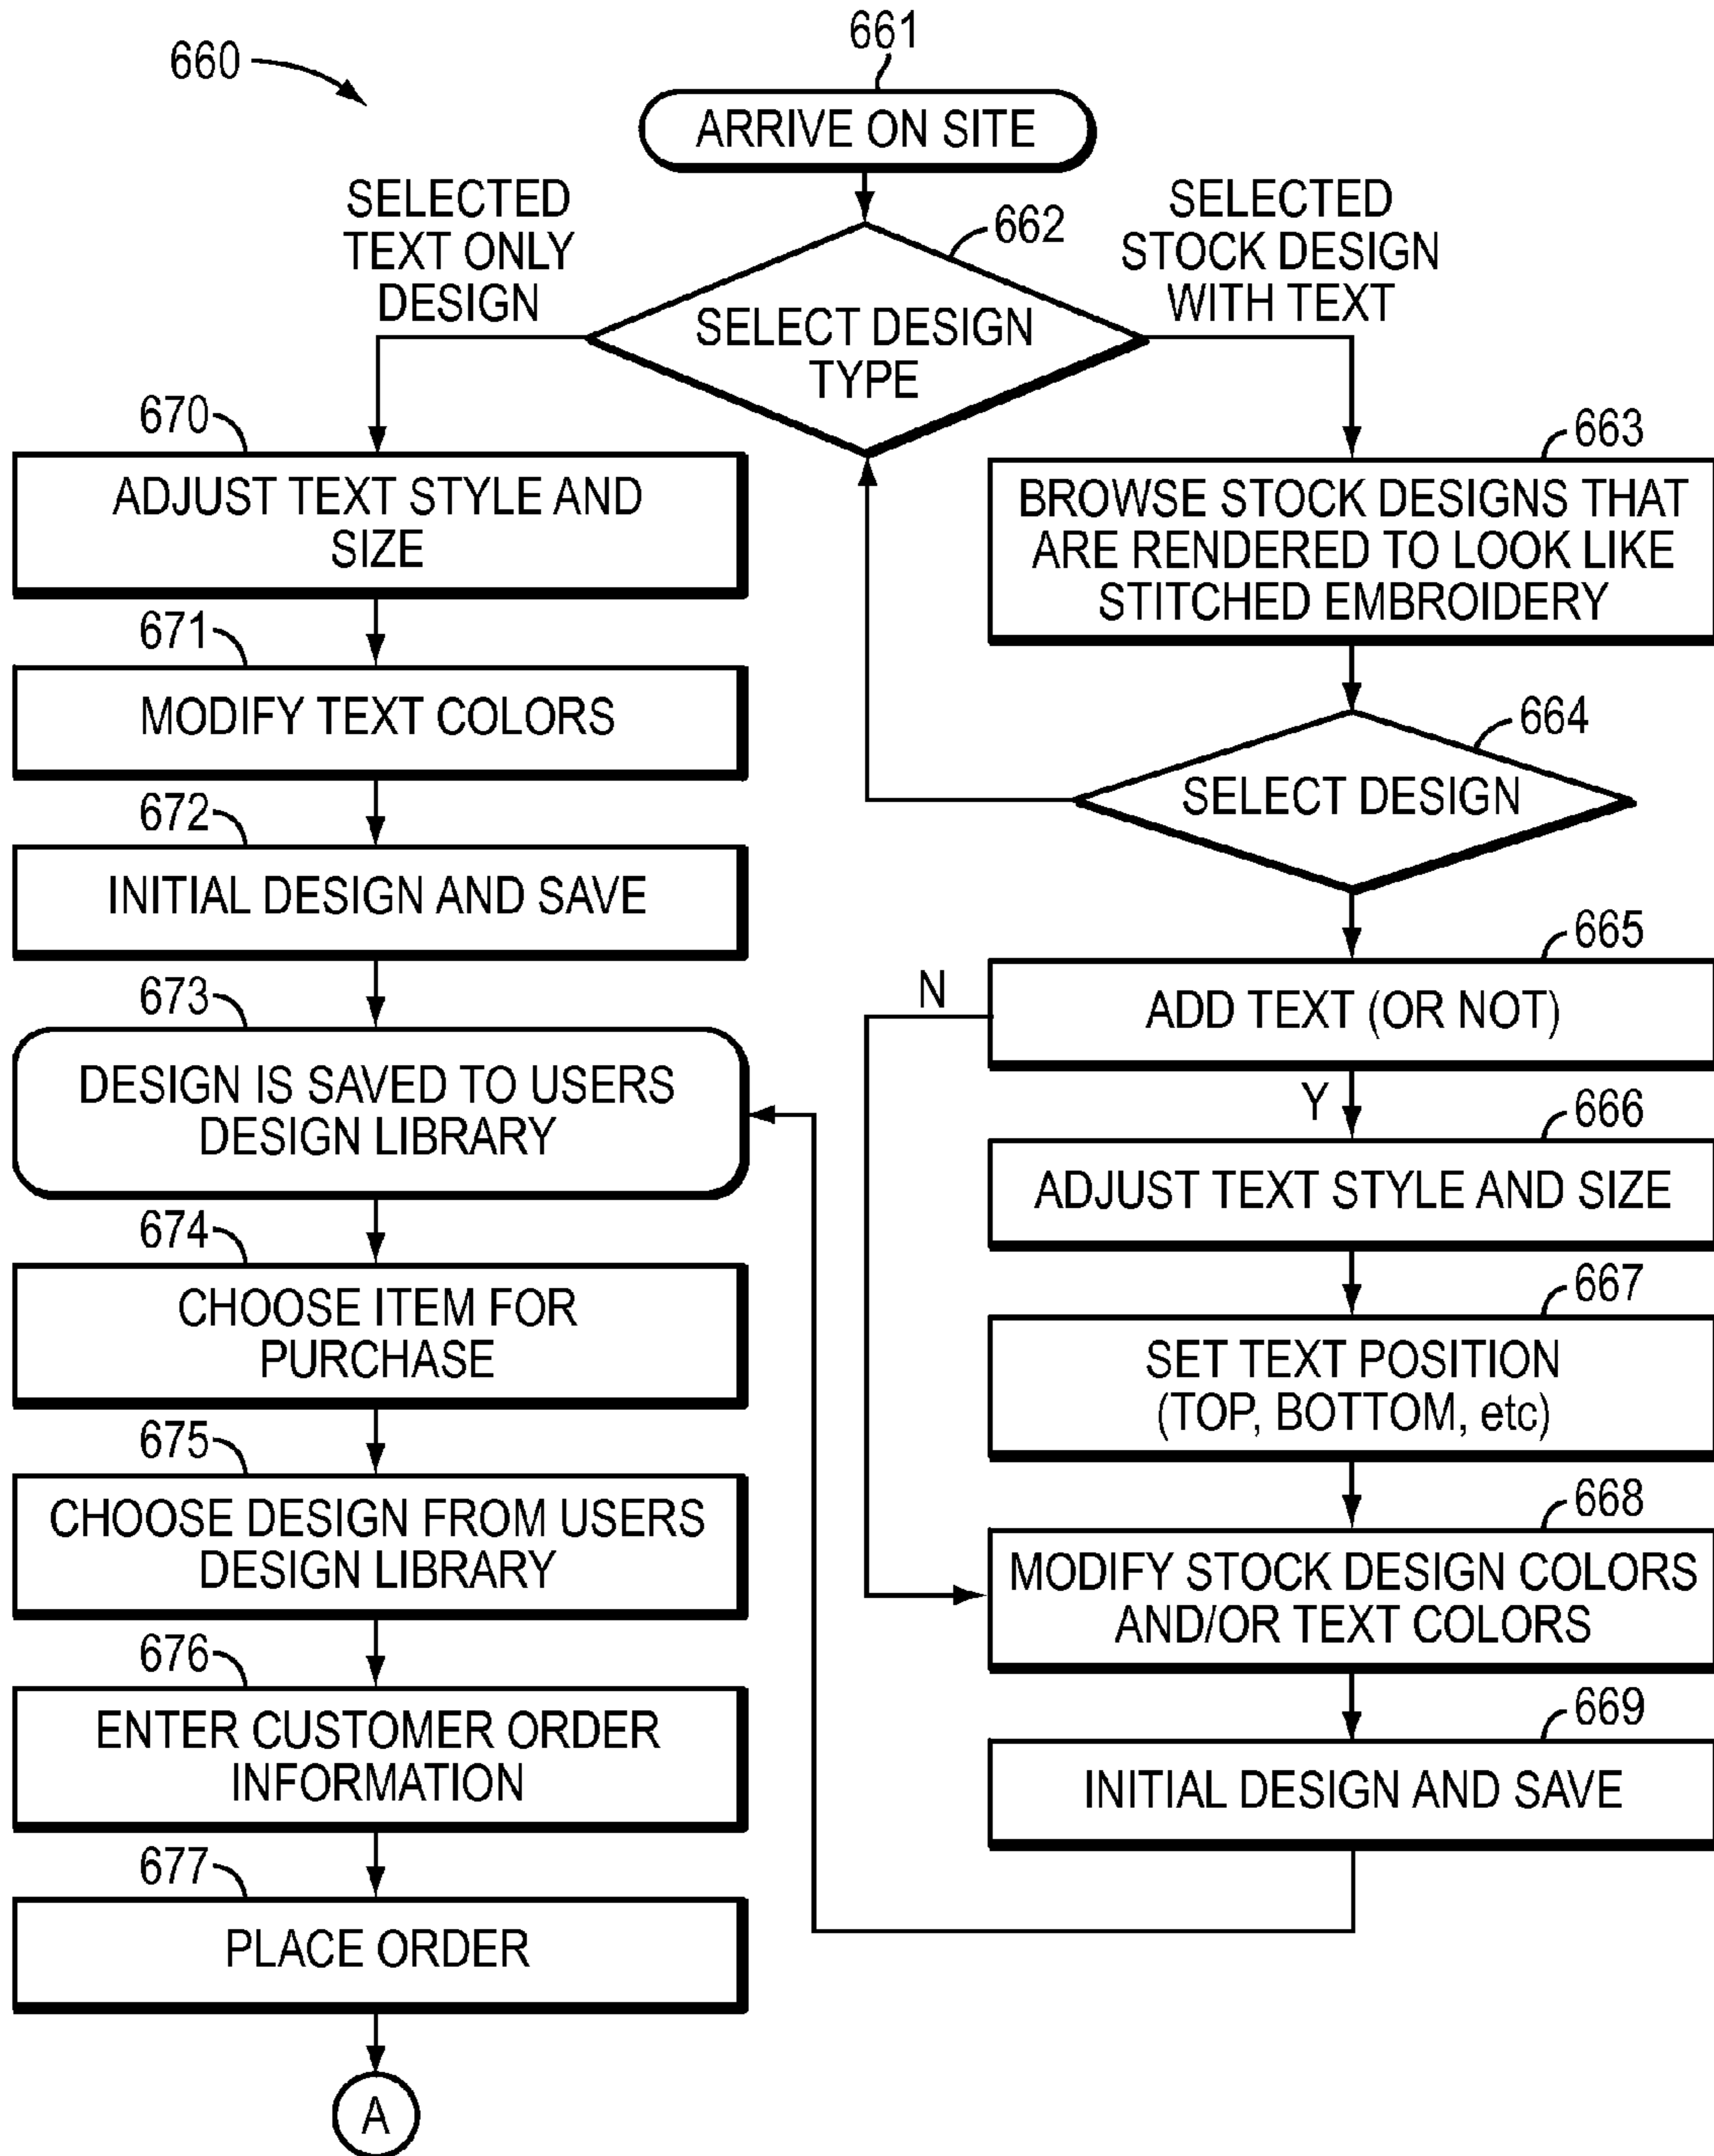 660
661
ARRIVE ON SITE
SELECTED
TEXT ONLY
DESIGN
662
SELECT DESIGN
TYPE
SELECTED
STOCK DESIGN
WITH TEXT
670
ADJUST TEXT STYLE AND
SIZE
671
MODIFY TEXT COLORS
672
INITIAL DESIGN AND SAVE
673
DESIGN IS SAVED TO USERS
DESIGN LIBRARY
674
CHOOSE ITEM FOR
PURCHASE
675
CHOOSE DESIGN FROM USERS
DESIGN LIBRARY
676
ENTER CUSTOMER ORDER
INFORMATION
677
PLACE ORDER
A
663
BROWSE STOCK DESIGNS THAT
ARE RENDERED TO LOOK LIKE
STITCHED EMBROIDERY
664
SELECT DESIGN
665
N
ADD TEXT (OR NOT)
Y
666
ADJUST TEXT STYLE AND SIZE
667
SET TEXT POSITION
(TOP, BOTTOM, etc)
668
MODIFY STOCK DESIGN COLORS
AND/OR TEXT COLORS
669
INITIAL DESIGN AND SAVE